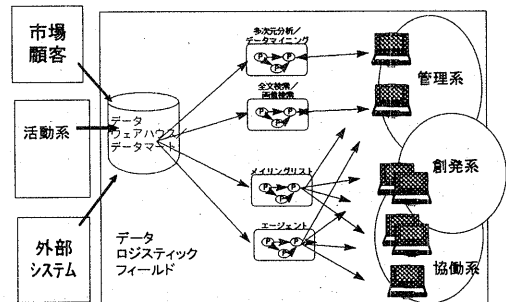 市場
顧客
活動系
外部
システム
データ
ウェアハウス／
データマート
データ
ロジスティック
フィールド
多次元分析／
データマイニング
P
P
P
全文検索／
画像検索
P
P
P
メイリングリスト
P
P
P
エージェント
P
P
P
管理系
創発系
協働系